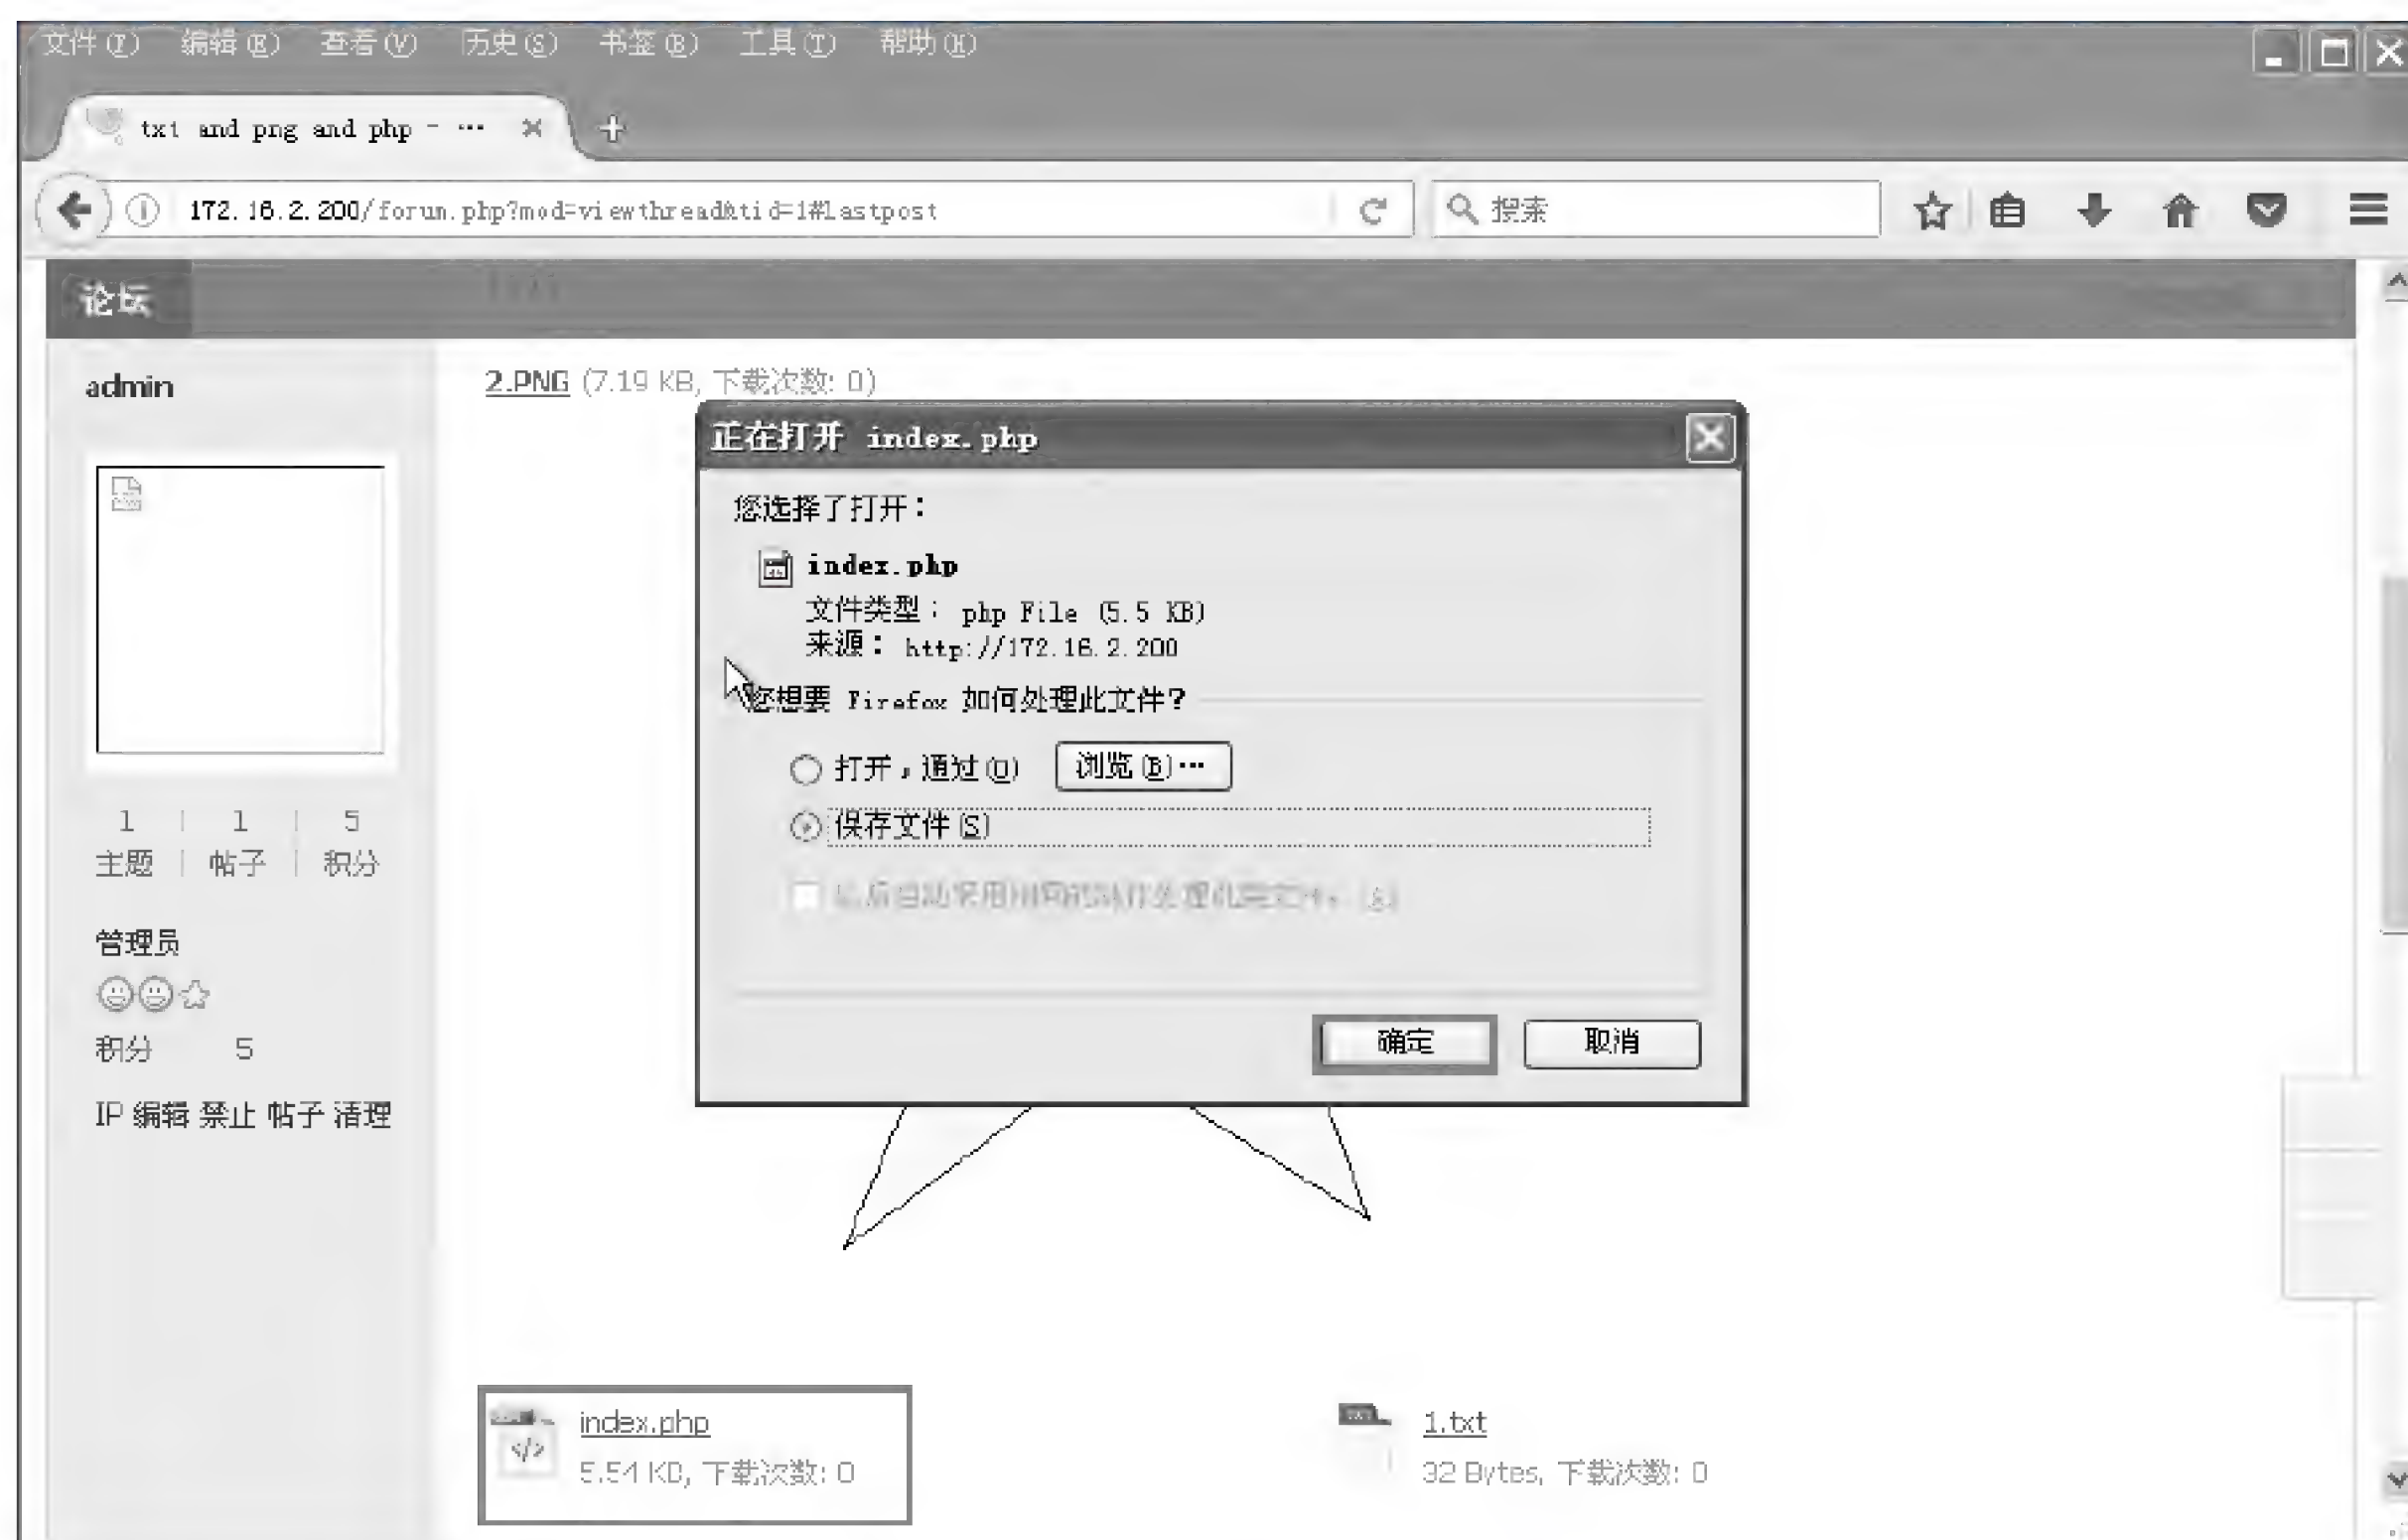 文件(F) 编辑(E) 查看(V) 历史(S) 书签(B) 工具(T) 帮助(H)
txt and png and php - ...
172.16.2.200/forum.php?mod=viewthread&tid=1#lastpost
搜索
论坛
admin
2.PNG (7.19 KB, 下载次数: 0)
正在打开 index.php
您选择了打开：
index.php
文件类型： php File (5.5 KB)
来源： http://172.16.2.200
您想要 Firefox 如何处理此文件?
打开，通过(O) 浏览(B)...
保存文件(S)
确定 取消
1 | 1 | 5
主题 | 帖子 | 积分
管理员
积分 5
IP 编辑 禁止 帖子 清理
index.php
5.54 KB, 下载次数: 0
1.txt
32 Bytes, 下载次数: 0